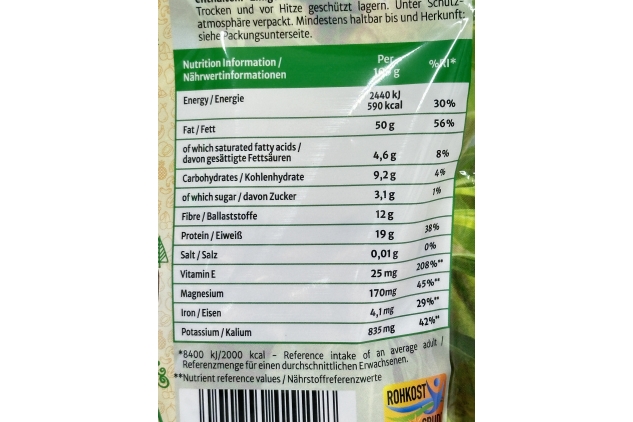 Trocken und vor Hitze geschützt lagern. Unter Schutz-
atmosphäre verpackt. Mindestens haltbar bis und Herkunft:
siehe Packungsunterseite.
Nutrition Information / Per %RI*
Nährwertinformationen g
Energy / Energie 2440 kJ
590 kcal 30%
Fat / Fett 50 g 56%
of which saturated fatty acids /
davon gesättigte Fettsäuren 4,6 g 8%
Carbohydrates / Kohlenhydrate 9,2 g 4%
of which sugar / davon Zucker 3,1 g 1%
Fibre / Ballaststoffe 12 g
Protein / Eiweiß 19 g 38%
Salt / Salz 0,01 g 0%
Vitamin E 25 mg 208%**
Magnesium 170mg 45%**
Iron / Eisen 4,1 mg 29%**
Potassium / Kalium 835 mg 42%**
*8400 kJ/2000 kcal - Reference intake of an average adult /
Referenzmenge für einen durchschnittlichen Erwachsenen.
**Nutrient reference values / Nährstoffreferenzwerte
ROHKOST